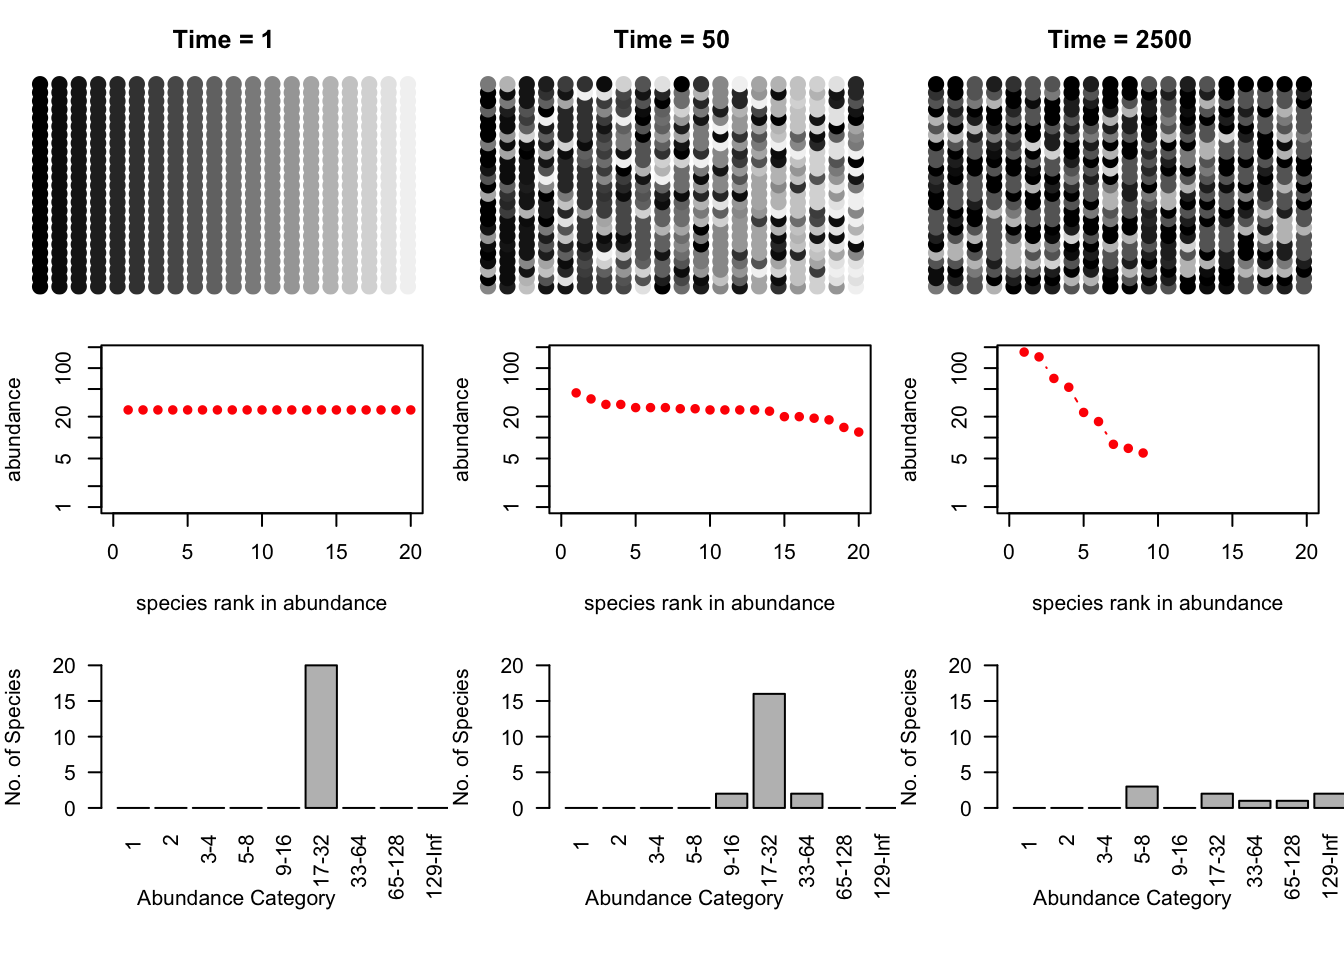 Time = 1
Time = 50
Time = 2500
abundance
100
20
5
1
0 5 10 15 20
species rank in abundance
abundance
100
20
5
1
0 5 10 15 20
species rank in abundance
abundance
100
20
5
1
0 5 10 15 20
species rank in abundance
No. of Species
20
15
10
5
0
1 2 3-4 5-8 9-16 17-32 33-64 65-128 129-Inf
Abundance Category
No. of Species
20
15
10
5
0
1 2 3-4 5-8 9-16 17-32 33-64 65-128 129-Inf
Abundance Category
No. of Species
20
15
10
5
0
1 2 3-4 5-8 9-16 17-32 33-64 65-128 129-Inf
Abundance Category